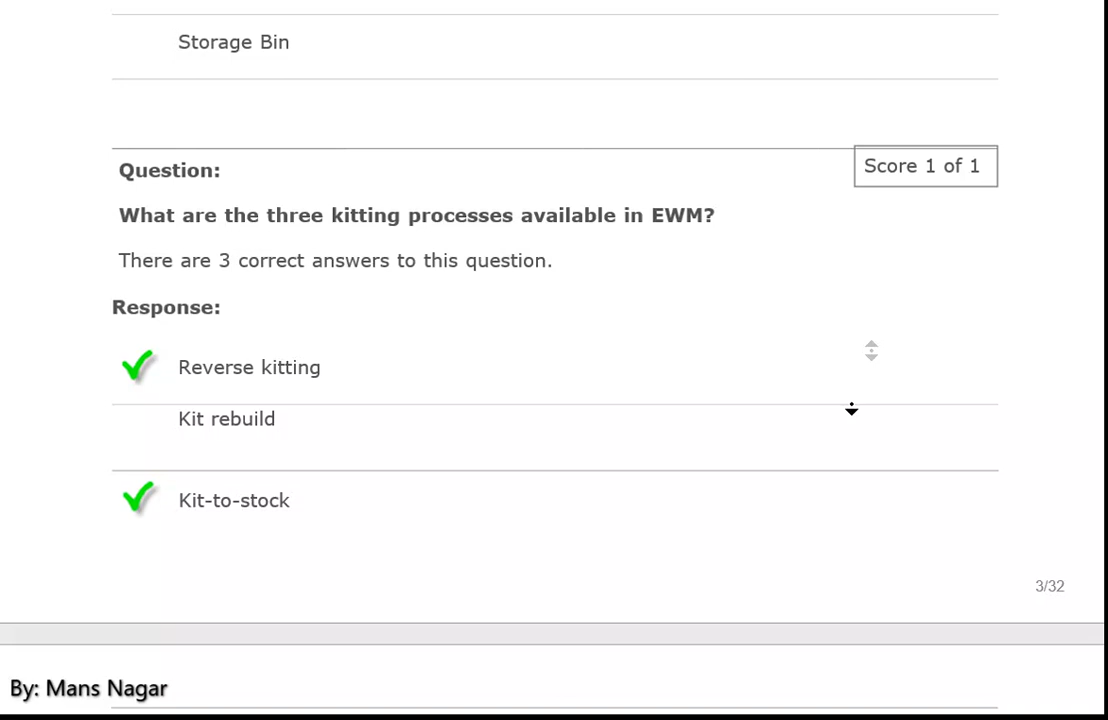 Storage Bin
Question:
Score 1 of 1
What are the three kitting processes available in EWM?
There are 3 correct answers to this question.
Response:
Reverse kitting
Kit rebuild
Kit-to-stock
3/32
By: Mans Nagar